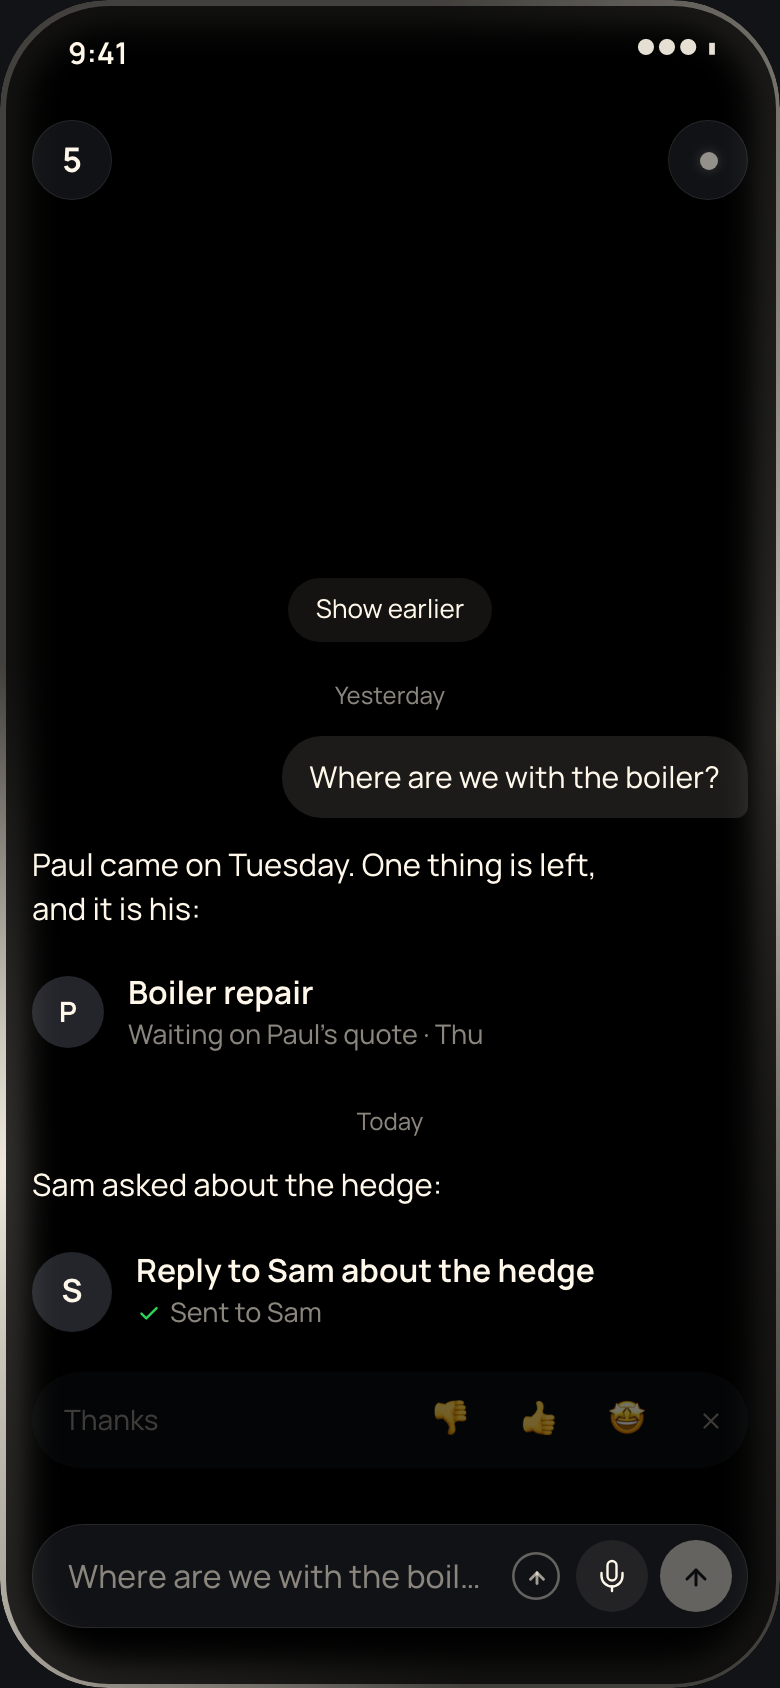 9:41
5
Show earlier
Yesterday
Where are we with the boiler?
Paul came on Tuesday. One thing is left,
and it is his:
P
Boiler repair
Waiting on Paul's quote · Thu
Today
Sam asked about the hedge:
S
Reply to Sam about the hedge
Sent to Sam
Thanks
Where are we with the boil...